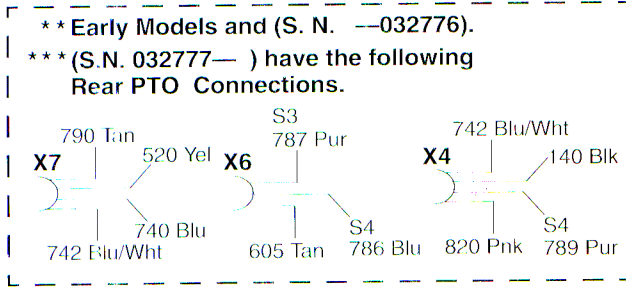 ** Early Models and (S. N. --032776).
*** (S.N. 032777— ) have the following
Rear PTO Connections.
X7
790 Tan
520 Yel
740 Blu
742 Blu/Wht
X6
S3
787 Pur
605 Tan
S4
786 Blu
X4
742 Blu/Wht
140 Blk
820 Pnk
S4
789 Pur